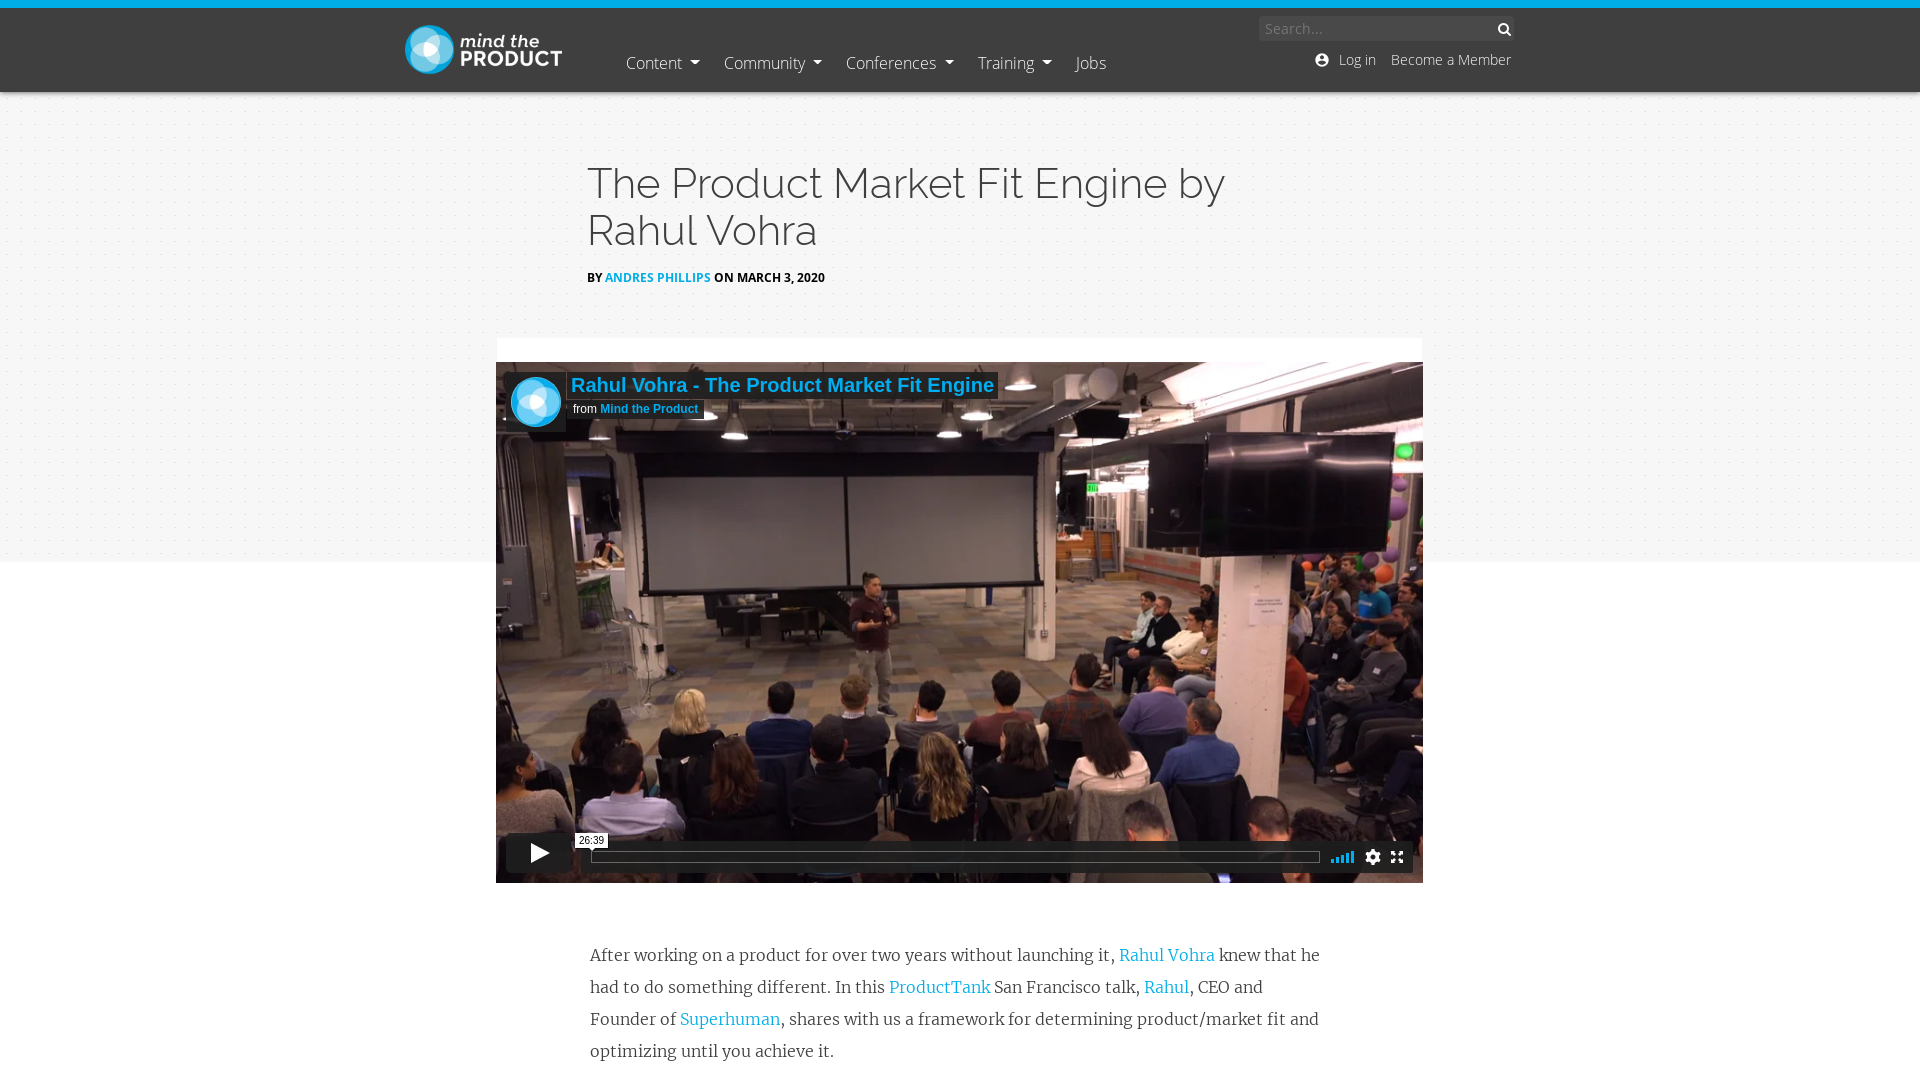 mind the
PRODUCT
Content
Community
Conferences
Training
Jobs
Search...
Log in
Become a Member
The Product Market Fit Engine by
Rahul Vohra
BY ANDRES PHILLIPS ON MARCH 3, 2020
Rahul Vohra - The Product Market Fit Engine
from Mind the Product
26:39
After working on a product for over two years without launching it, Rahul Vohra knew that he
had to do something different. In this ProductTank San Francisco talk, Rahul, CEO and
Founder of Superhuman, shares with us a framework for determining product/market fit and
optimizing until you achieve it.